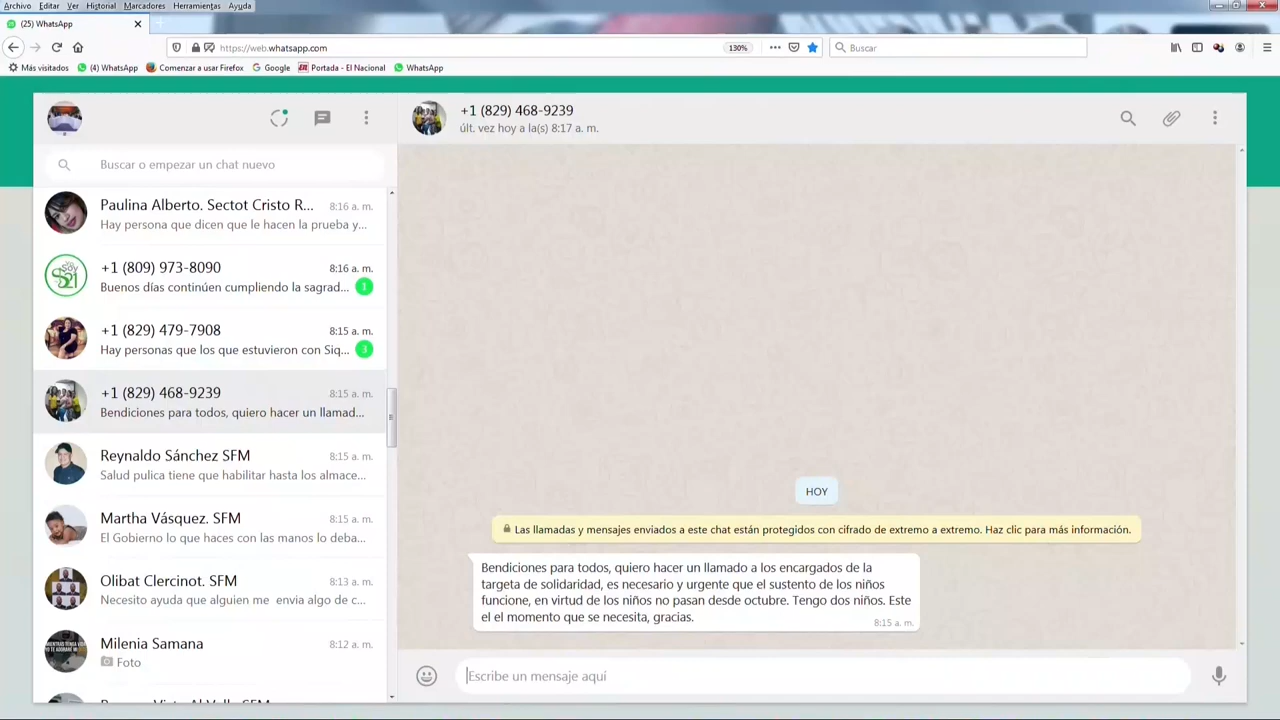 Archivo Editar Ver Historial Marcadores Herramientas Ayuda
(25) WhatsApp
https://web.whatsapp.com
130%
Buscar
Más visitados (4) WhatsApp Comenzar a usar Firefox Google Portada - El Nacional WhatsApp
Buscar o empezar un chat nuevo
Paulina Alberto. Sectot Cristo R... 8:16 a. m.
Hay persona que dicen que le hacen la prueba y...
+1 (809) 973-8090 8:16 a. m.
Buenos días continúen cumpliendo la sagrad... 1
+1 (829) 479-7908 8:15 a. m.
Hay personas que los que estuvieron con Siq... 3
+1 (829) 468-9239 8:15 a. m.
Bendiciones para todos, quiero hacer un llamad...
Reynaldo Sánchez SFM 8:15 a. m.
Salud pulica tiene que habilitar hasta los almace...
Martha Vásquez. SFM 8:15 a. m.
El Gobierno lo que haces con las manos lo deba...
Olibat Clercinot. SFM 8:13 a. m.
Necesito ayuda que alguien me envia algo de c...
Milenia Samana 8:12 a. m.
Foto
+1 (829) 468-9239
últ. vez hoy a la(s) 8:17 a. m.
HOY
Las llamadas y mensajes enviados a este chat están protegidos con cifrado de extremo a extremo. Haz clic para más información.
Bendiciones para todos, quiero hacer un llamado a los encargados de la
targeta de solidaridad, es necesario y urgente que el sustento de los niños
funcione, en virtud de los niños no pasan desde octubre. Tengo dos niños. Este
el el momento que se necesita, gracias.
8:15 a. m.
Escribe un mensaje aquí